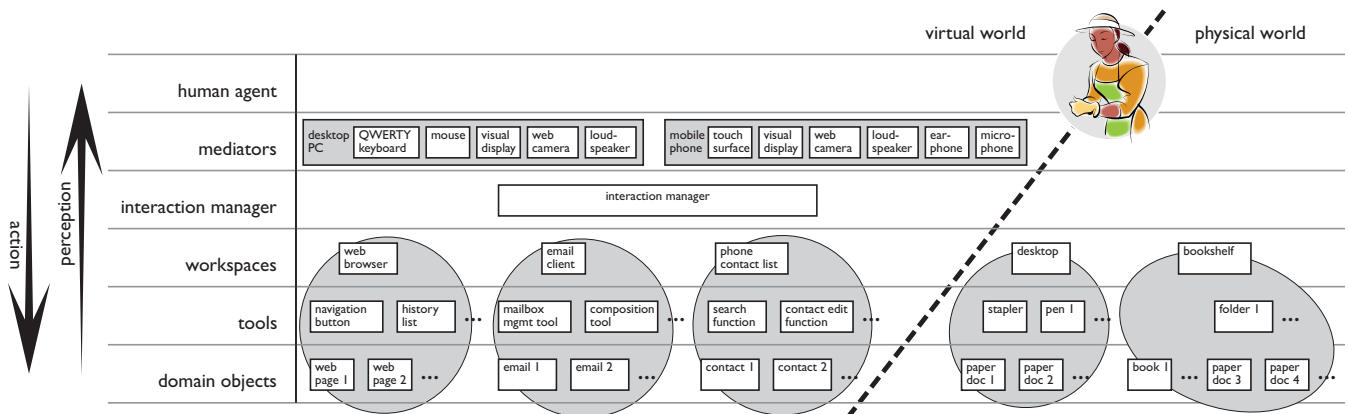 virtual world
physical world
human agent
mediators
desktop
PC
QWERTY
keyboard
mouse
visual
display
web
camera
loud-
speaker
mobile
phone
touch
surface
visual
display
web
camera
loud-
speaker
ear-
phone
micro-
phone
interaction manager
interaction manager
action
perception
workspaces
web
browser
email
client
phone
contact list
desktop
bookshelf
tools
navigation
button
history
list
...
mailbox
mgmt tool
composition
tool
...
search
function
contact edit
function
...
stapler
pen 1
...
folder 1
...
domain objects
web
page 1
web
page 2
...
email 1
email 2
...
contact 1
contact 2
...
paper
doc 1
paper
doc 2
...
book 1
...
paper
doc 3
paper
doc 4
...